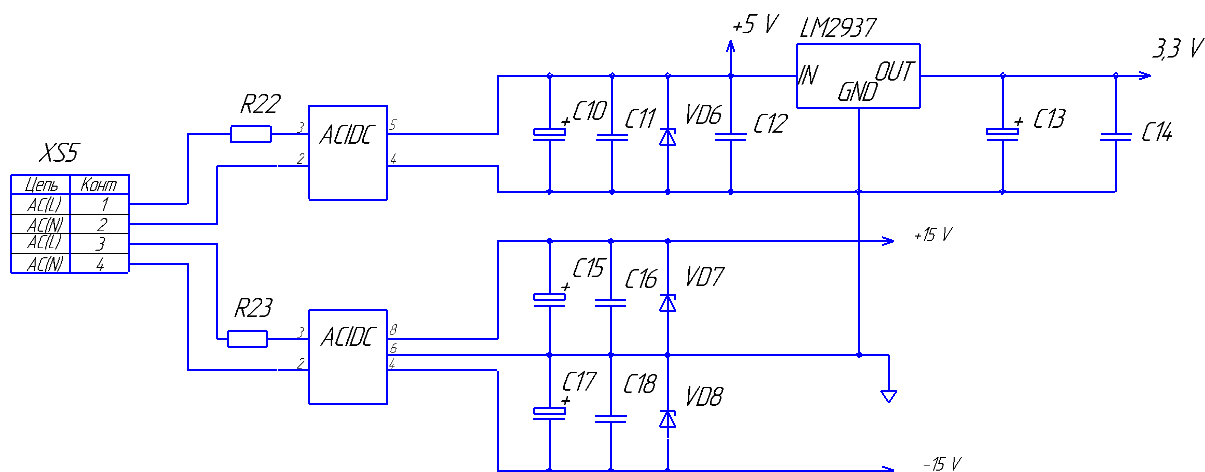 +5 V
LM2937
3,3 V
IN
OUT
GND
R22
C10
+
C11
VD6
C12
+
C13
C14
3
AC|DC
5
2
4
XS5
Цепь Конт
AC(L) 1
AC(N) 2
AC(L) 3
AC(N) 4
+15 V
C15
+
C16
VD7
R23
3
AC|DC
8
6
2
4
C17
+
C18
VD8
-15 V